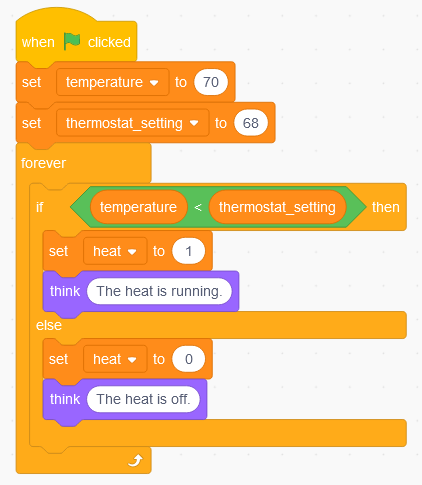 when clicked
set temperature to 70
set thermostat_setting to 68
forever
if temperature < thermostat_setting then
set heat to 1
think The heat is running.
else
set heat to 0
think The heat is off.